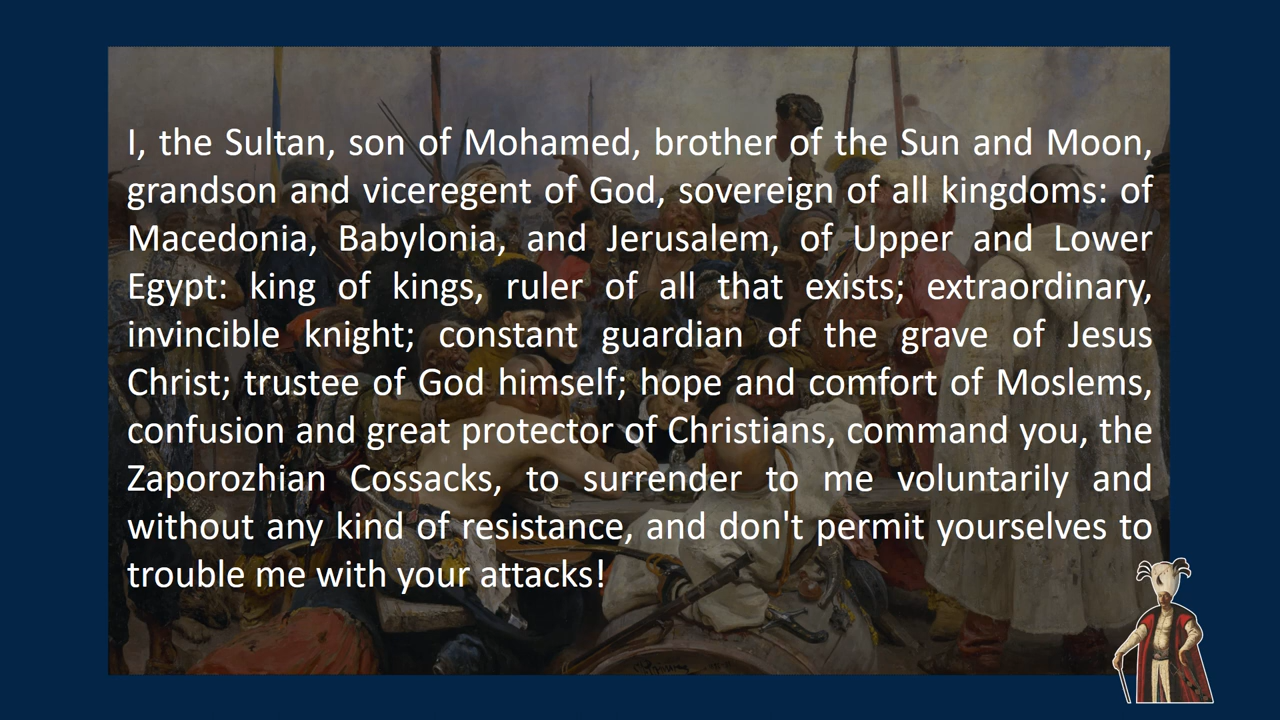 I, the Sultan, son of Mohamed, brother of the Sun and Moon,
grandson and viceregent of God, sovereign of all kingdoms: of
Macedonia, Babylonia, and Jerusalem, of Upper and Lower
Egypt: king of kings, ruler of all that exists; extraordinary,
invincible knight; constant guardian of the grave of Jesus
Christ; trustee of God himself; hope and comfort of Moslems,
confusion and great protector of Christians, command you, the
Zaporozhian Cossacks, to surrender to me voluntarily and
without any kind of resistance, and don't permit yourselves to
trouble me with your attacks!